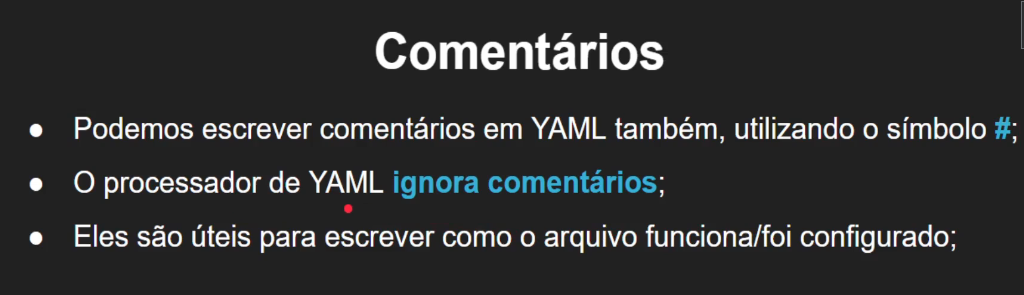 Comentários
● Podemos escrever comentários em YAML também, utilizando o símbolo #;
● O processador de YAML ignora comentários;
● Eles são úteis para escrever como o arquivo funciona/foi configurado;